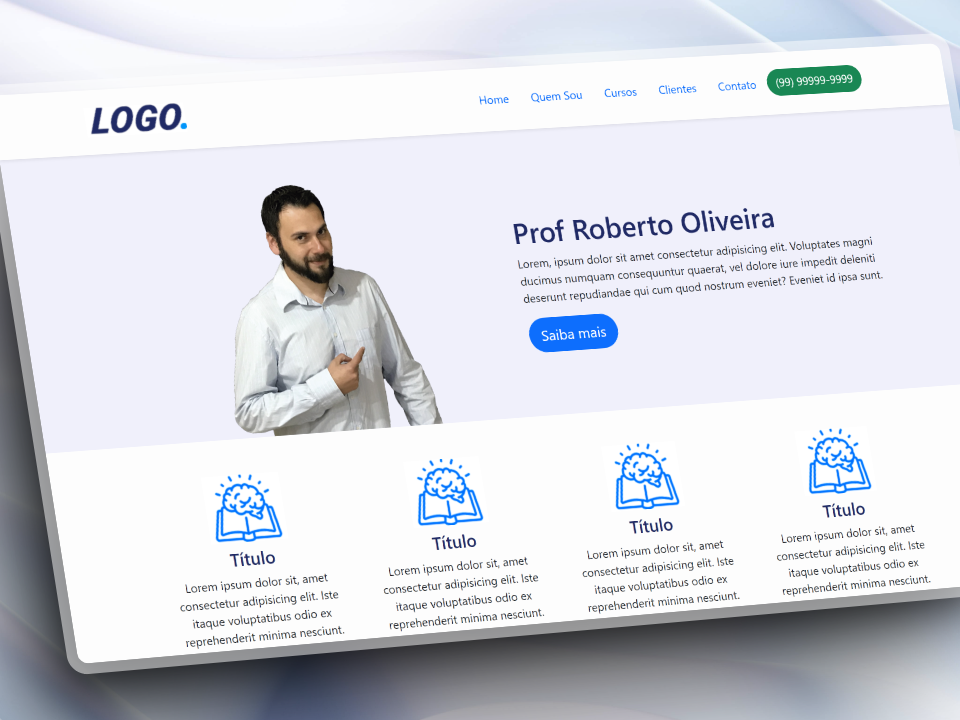 LOGO.
Home
Quem Sou
Cursos
Clientes
Contato
(99) 99999-9999
Prof Roberto Oliveira
Lorem, ipsum dolor sit amet consectetur adipisicing elit. Voluptates magni
ducimus numquam consequuntur quaerat, vel dolore iure impedit deleniti
deserunt repudiandae qui cum quod nostrum eveniet? Eveniet id ipsa sunt.
Saiba mais
Título
Lorem ipsum dolor sit, amet
consectetur adipisicing elit. Iste
itaque voluptatibus odio ex
reprehenderit minima nesciunt.
Título
Lorem ipsum dolor sit, amet
consectetur adipisicing elit. Iste
itaque voluptatibus odio ex
reprehenderit minima nesciunt.
Título
Lorem ipsum dolor sit, amet
consectetur adipisicing elit. Iste
itaque voluptatibus odio ex
reprehenderit minima nesciunt.
Título
Lorem ipsum dolor sit, amet
consectetur adipisicing elit. Iste
itaque voluptatibus odio ex
reprehenderit minima nesciunt.